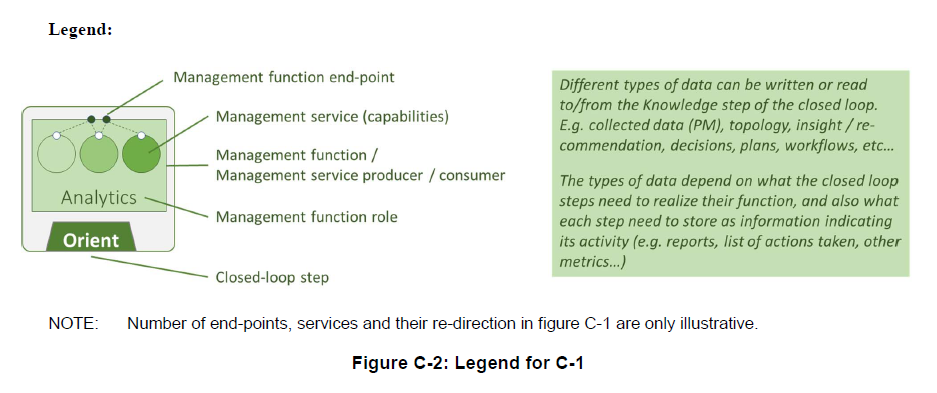 Legend:
Management function end-point
Management service (capabilities)
Management function /
Management service producer / consumer
Analytics
Management function role
Orient
Closed-loop step
Different types of data can be written or read
to/from the Knowledge step of the closed loop.
E.g. collected data (PM), topology, insight / re-
commendation, decisions, plans, workflows, etc...
The types of data depend on what the closed loop
steps need to realize their function, and also what
each step need to store as information indicating
its activity (e.g. reports, list of actions taken, other
metrics...)
NOTE: Number of end-points, services and their re-direction in figure C-1 are only illustrative.
Figure C-2: Legend for C-1